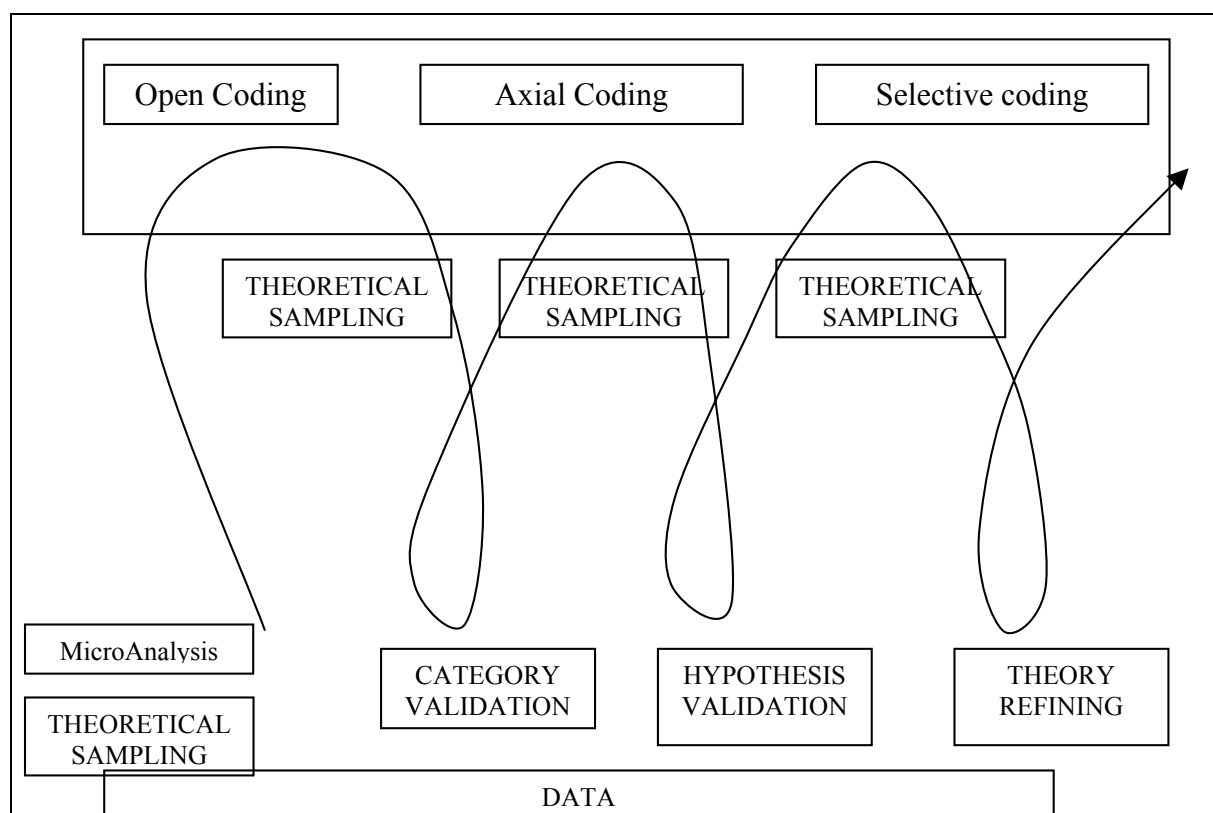 Open Coding
Axial Coding
Selective coding
THEORETICAL
SAMPLING
THEORETICAL
SAMPLING
THEORETICAL
SAMPLING
MicroAnalysis
THEORETICAL
SAMPLING
CATEGORY
VALIDATION
HYPOTHESIS
VALIDATION
THEORY
REFINING
DATA